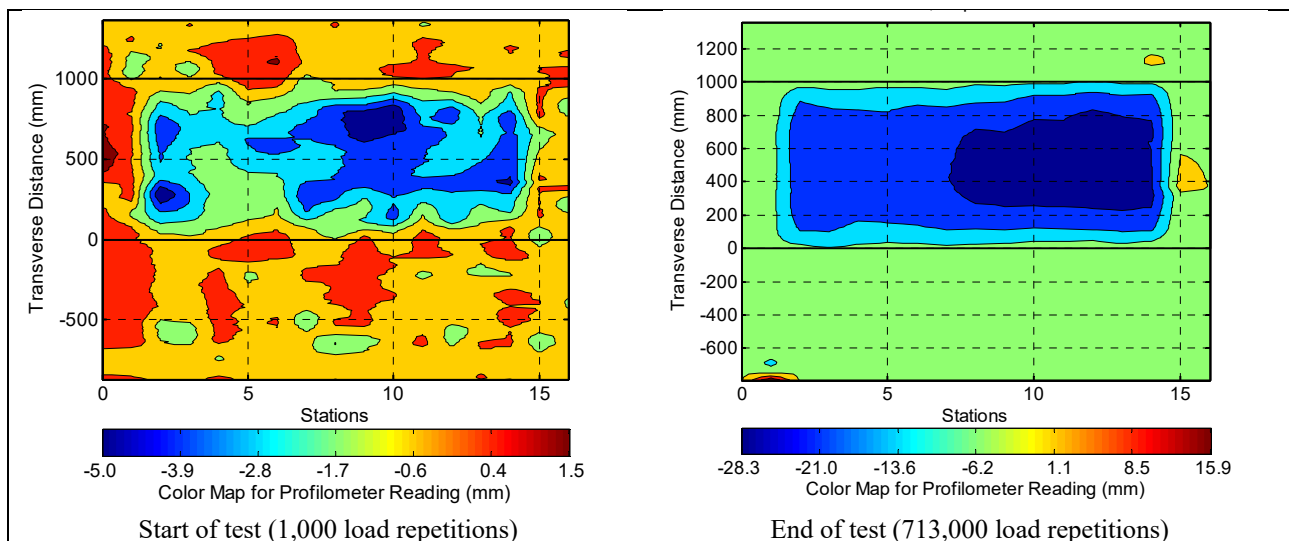 1000
500
0
-500
Transverse Distance (mm)
0 5 10 15
Stations
-5.0 -3.9 -2.8 -1.7 -0.6 0.4 1.5
Color Map for Profilometer Reading (mm)
Start of test (1,000 load repetitions)
1200
1000
800
600
400
200
0
-200
-400
-600
Transverse Distance (mm)
0 5 10 15
Stations
-28.3 -21.0 -13.6 -6.2 1.1 8.5 15.9
Color Map for Profilometer Reading (mm)
End of test (713,000 load repetitions)